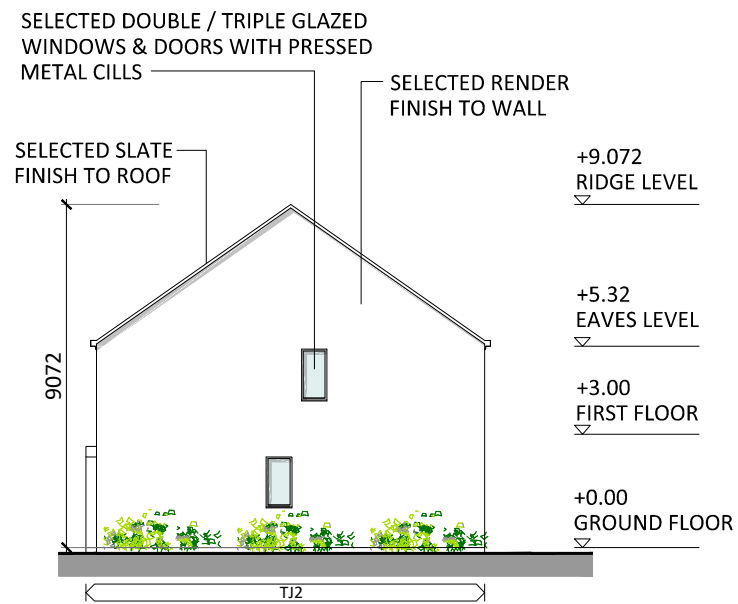 SELECTED DOUBLE / TRIPLE GLAZED
WINDOWS & DOORS WITH PRESSED
METAL CILLS
SELECTED RENDER
FINISH TO WALL
SELECTED SLATE
FINISH TO ROOF
+9.072
RIDGE LEVEL
+5.32
EAVES LEVEL
9072
+3.00
FIRST FLOOR
+0.00
GROUND FLOOR
TJ2